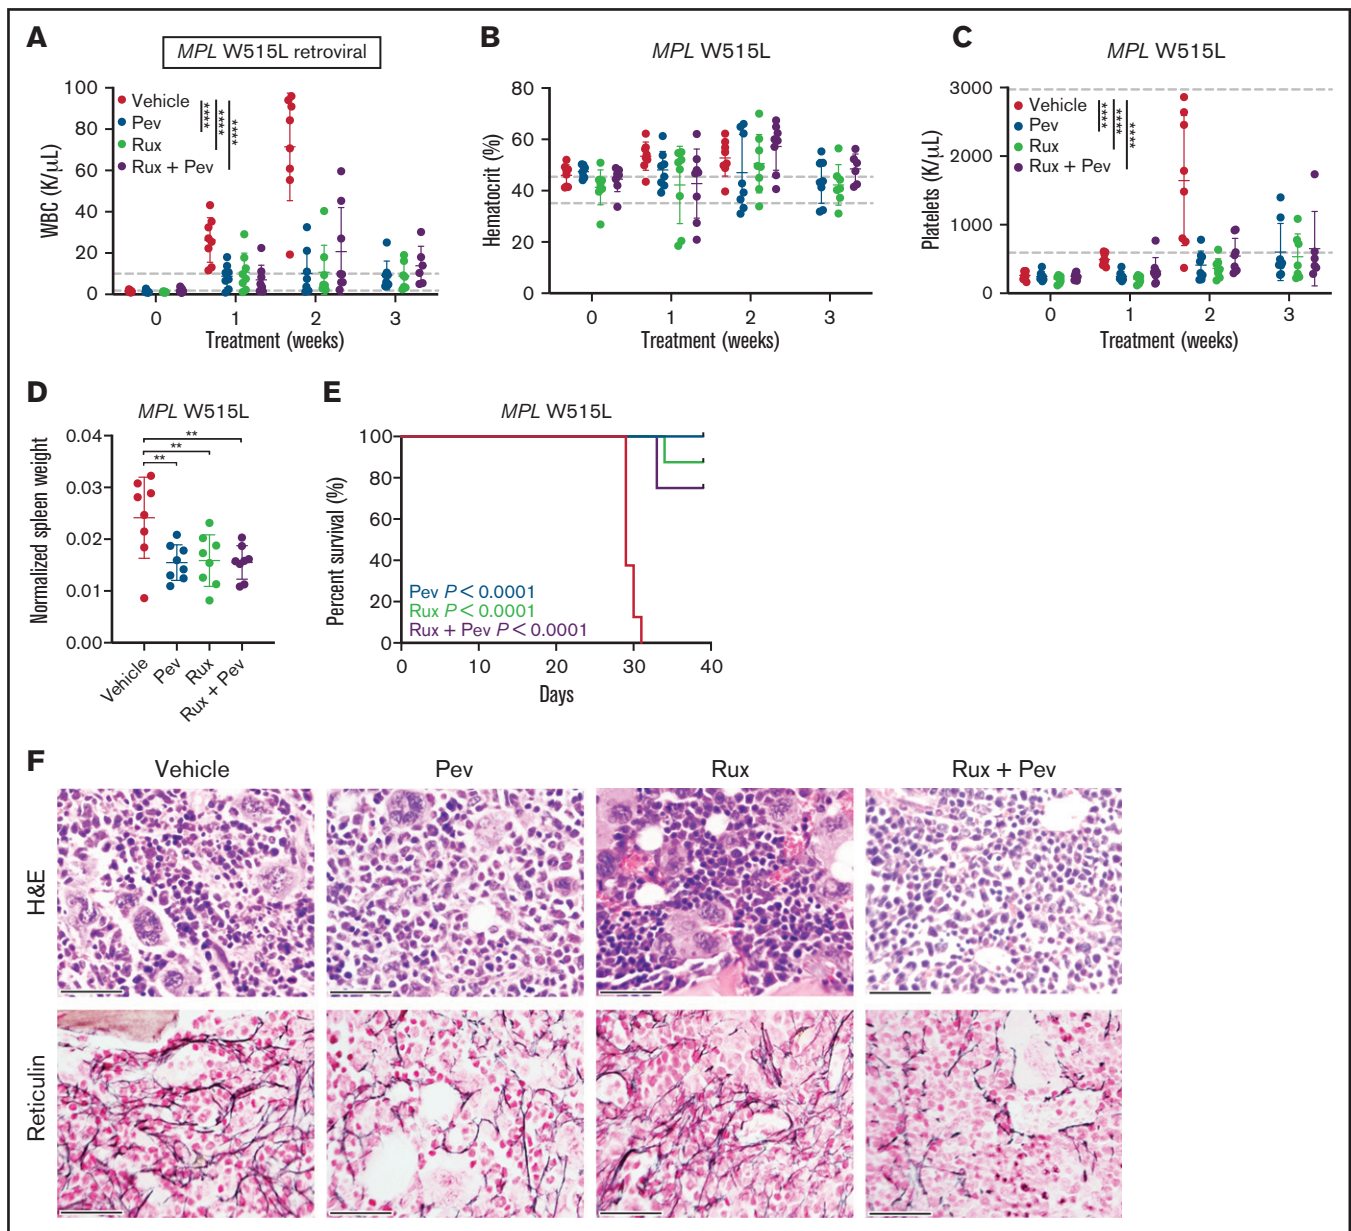 A
MPL W515L retroviral
WBC (K/μL)
100
80
60
40
20
0
Vehicle
Pev
Rux
Rux + Pev
****
****
****
0 1 2 3
Treatment (weeks)
B
MPL W515L
Hematocrit (%)
80
60
40
20
0
0 1 2 3
Treatment (weeks)
C
MPL W515L
Platelets (K/μL)
3000
2000
1000
0
Vehicle
Pev
Rux
Rux + Pev
****
****
****
0 1 2 3
Treatment (weeks)
D
MPL W515L
Normalized spleen weight
0.04
0.03
0.02
0.01
0.00
**
**
**
Vehicle
Pev
Rux
Rux + Pev
E
MPL W515L
Percent survival (%)
100
80
60
40
20
0
Pev P < 0.0001
Rux P < 0.0001
Rux + Pev P < 0.0001
0 10 20 30 40
Days
F
Vehicle Pev Rux Rux + Pev
H&E
Reticulin